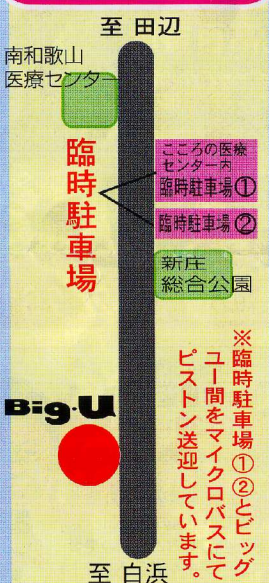 至 田辺
南和歌山
医療センター
臨時駐車場
こころの医療
センター内
臨時駐車場①
臨時駐車場②
新庄
総合公園
Big・U
※臨時駐車場①②とビッグ
ユー間をマイクロバスにて
ピストン送迎しています。
至 白浜